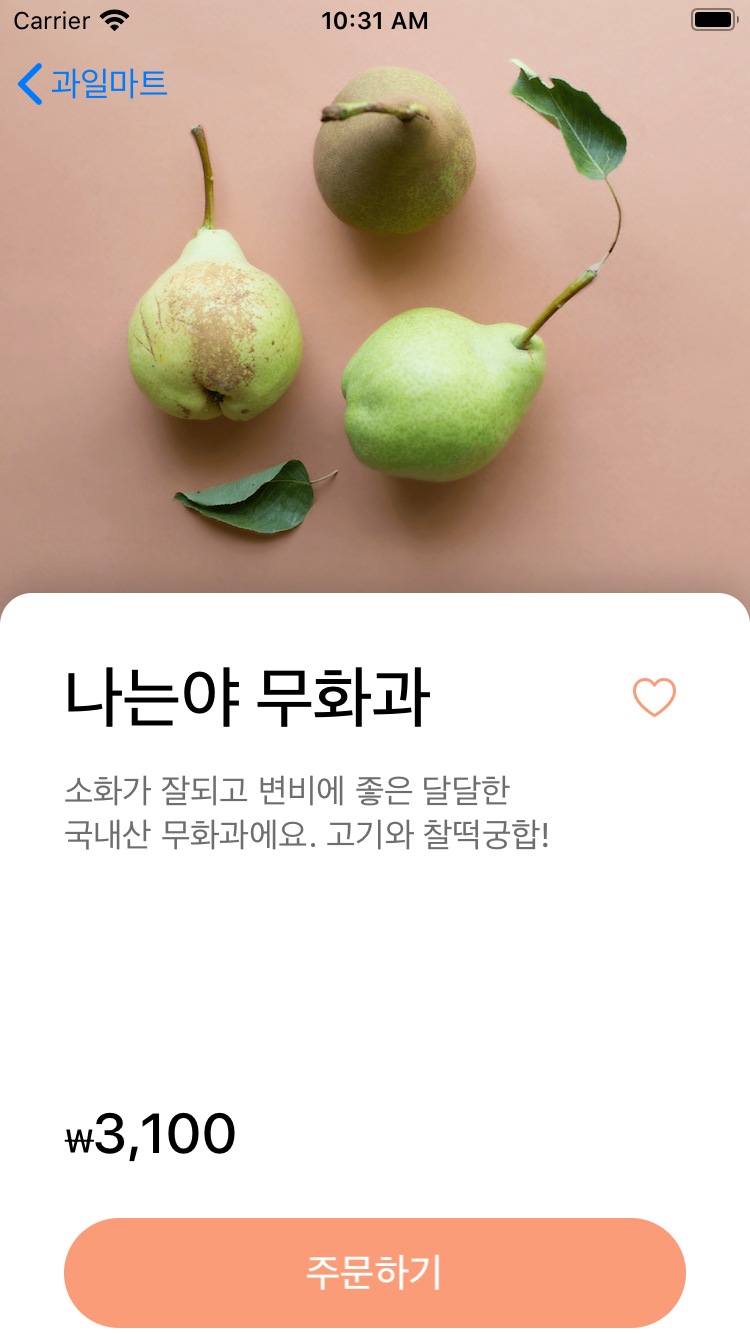 Carrier 10:31 AM
과일마트
나는야 무화과
소화가 잘되고 변비에 좋은 달달한
국내산 무화과에요. 고기와 찰떡궁합!
₩3,100
주문하기